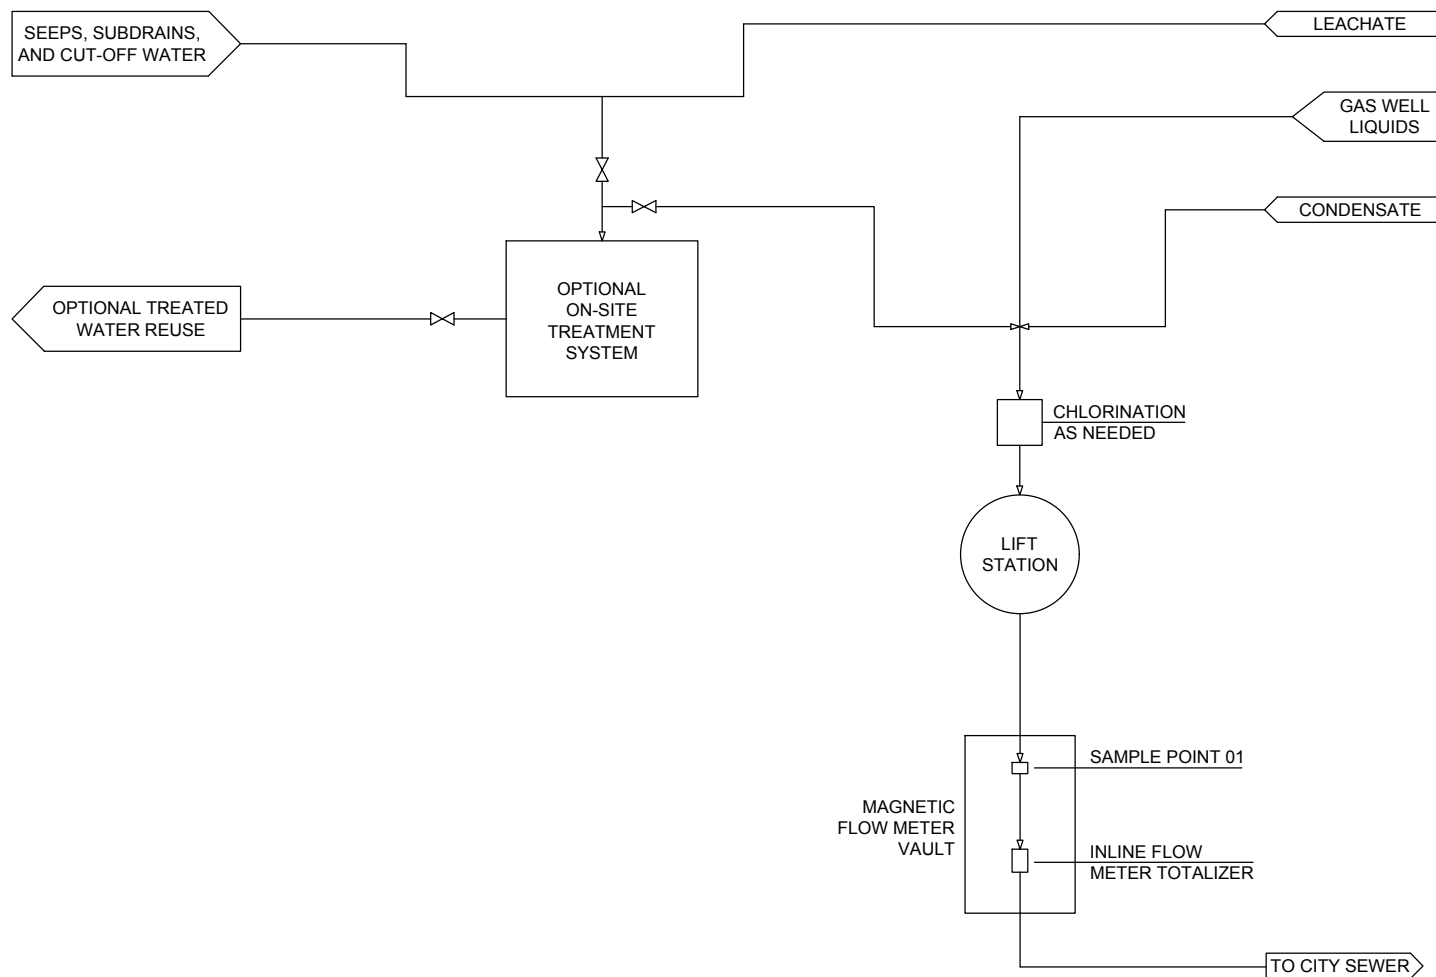 SEEPS, SUBDRAINS,
AND CUT-OFF WATER
LEACHATE
GAS WELL
LIQUIDS
CONDENSATE
OPTIONAL TREATED
WATER REUSE
OPTIONAL
ON-SITE
TREATMENT
SYSTEM
CHLORINATION
AS NEEDED
LIFT
STATION
SAMPLE POINT 01
MAGNETIC
FLOW METER
VAULT
INLINE FLOW
METER TOTALIZER
TO CITY SEWER